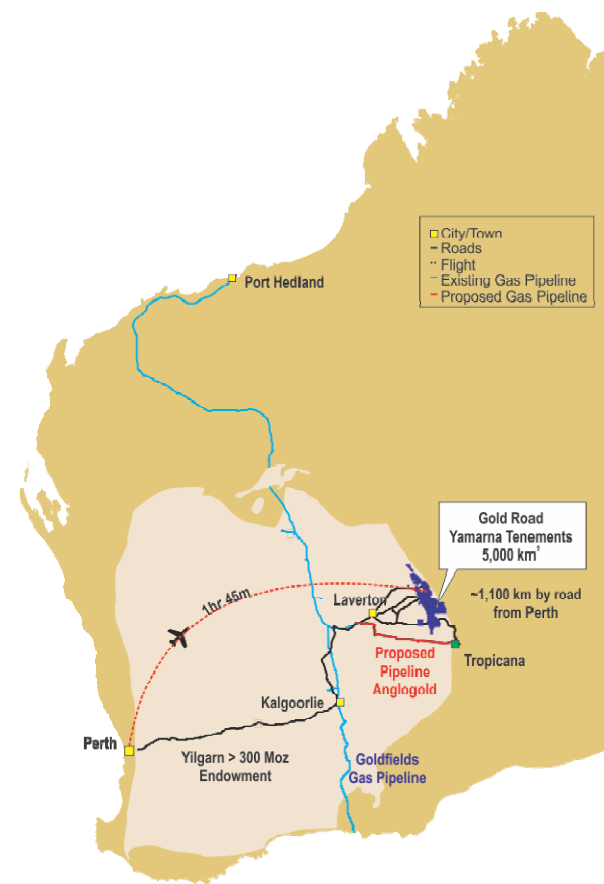 City/Town
Roads
Flight
Existing Gas Pipeline
Proposed Gas Pipeline
Port Hedland
Gold Road
Yamarna Tenements
5,000 km²
1hr 45m
Laverton
~1,100 km by road
from Perth
Proposed
Pipeline
Anglogold
Tropicana
Kalgoorlie
Perth
Yilgarn > 300 Moz
Endowment
Goldfields
Gas Pipeline